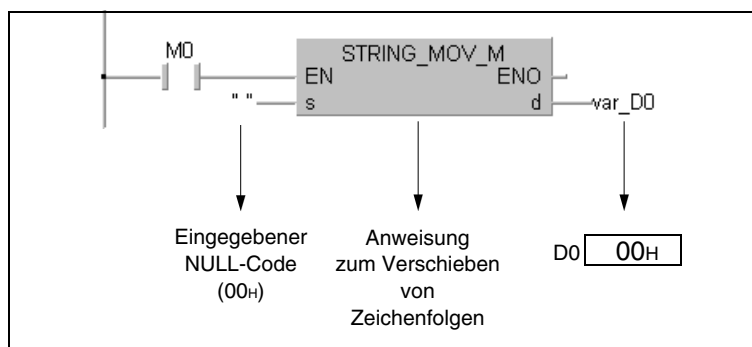 M0
STRING_MOV_M
EN ENO
" " s d var_D0
Eingegebener
NULL-Code
(00H)
Anweisung
zum Verschieben
von
Zeichenfolgen
D0 00H